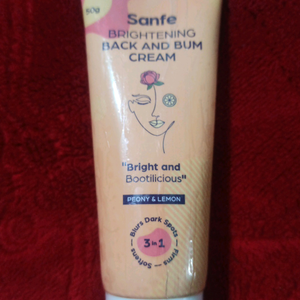 50g
Sanfe
BRIGHTENING
BACK AND BUM
CREAM
"Bright and
Bootilicious"
PEONY & LEMON
Softens — Blurs Dark Spots — Firms
3 in 1